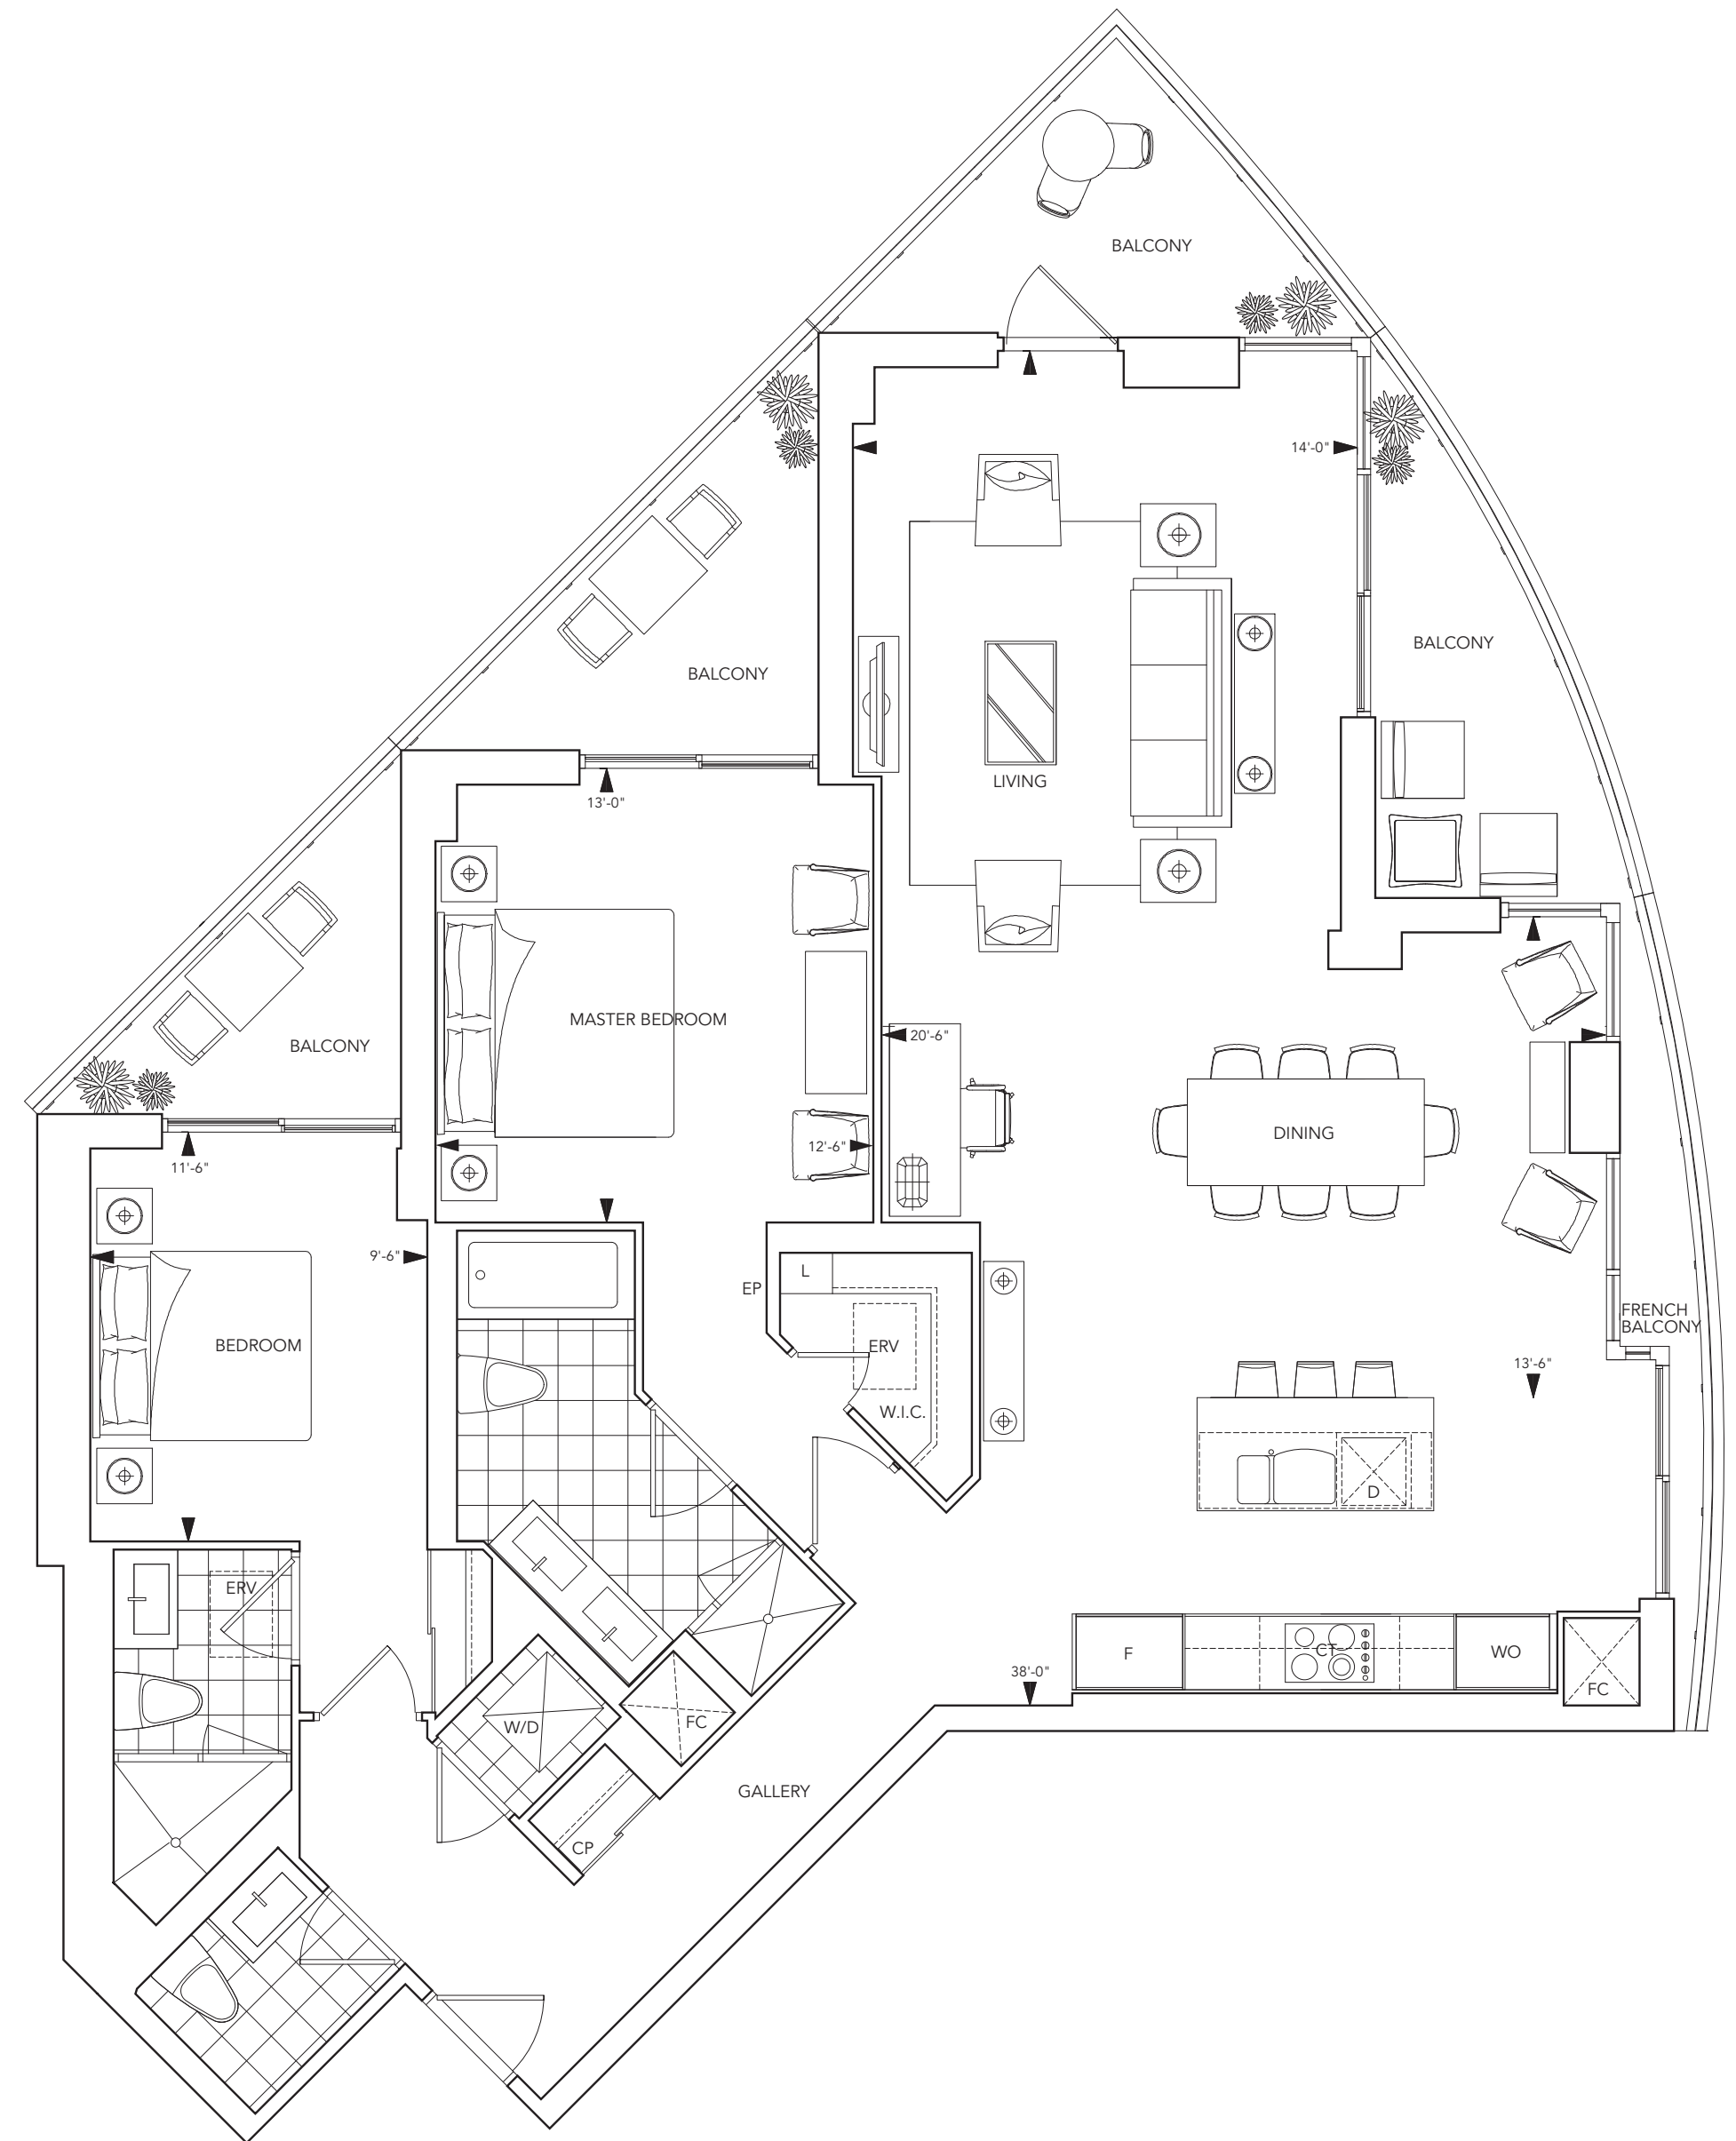 BALCONY
14'-0"
BALCONY
BALCONY
LIVING
13'-0"
MASTER BEDROOM
20'-6"
BALCONY
DINING
12'-6"
11'-6"
9'-6"
L
EP
FRENCH
BALCONY
BEDROOM
ERV
13'-6"
W.I.C.
D
ERV
CT
F
WO
38'-0"
FC
FC
W/D
GALLERY
CP